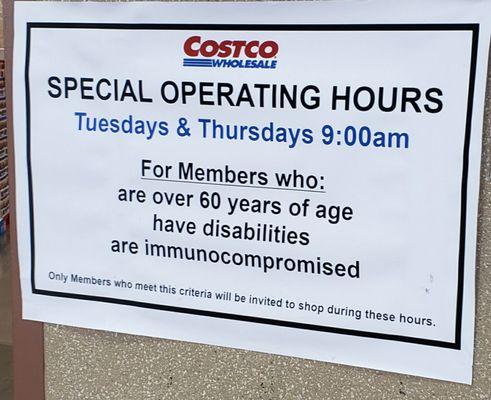 COSTCO
WHOLESALE
SPECIAL OPERATING HOURS
Tuesdays & Thursdays 9:00am
For Members who:
are over 60 years of age
have disabilities
are immunocompromised
Only Members who meet this criteria will be invited to shop during these hours.